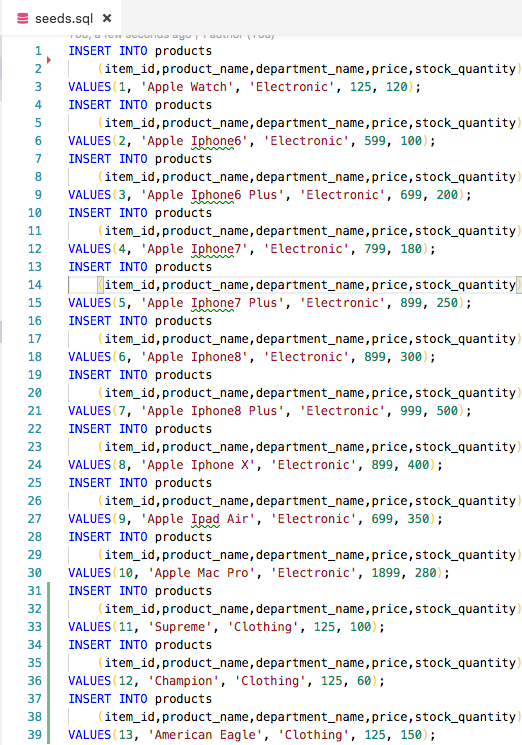 seeds.sql
You, a few seconds ago | 1 author (You)
1 INSERT INTO products
2 (item_id,product_name,department_name,price,stock_quantity)
3 VALUES(1, 'Apple Watch', 'Electronic', 125, 120);
4 INSERT INTO products
5 (item_id,product_name,department_name,price,stock_quantity)
6 VALUES(2, 'Apple Iphone6', 'Electronic', 599, 100);
7 INSERT INTO products
8 (item_id,product_name,department_name,price,stock_quantity)
9 VALUES(3, 'Apple Iphone6 Plus', 'Electronic', 699, 200);
10 INSERT INTO products
11 (item_id,product_name,department_name,price,stock_quantity)
12 VALUES(4, 'Apple Iphone7', 'Electronic', 799, 180);
13 INSERT INTO products
14 (item_id,product_name,department_name,price,stock_quantity)
15 VALUES(5, 'Apple Iphone7 Plus', 'Electronic', 899, 250);
16 INSERT INTO products
17 (item_id,product_name,department_name,price,stock_quantity)
18 VALUES(6, 'Apple Iphone8', 'Electronic', 899, 300);
19 INSERT INTO products
20 (item_id,product_name,department_name,price,stock_quantity)
21 VALUES(7, 'Apple Iphone8 Plus', 'Electronic', 999, 500);
22 INSERT INTO products
23 (item_id,product_name,department_name,price,stock_quantity)
24 VALUES(8, 'Apple Iphone X', 'Electronic', 899, 400);
25 INSERT INTO products
26 (item_id,product_name,department_name,price,stock_quantity)
27 VALUES(9, 'Apple Ipad Air', 'Electronic', 699, 350);
28 INSERT INTO products
29 (item_id,product_name,department_name,price,stock_quantity)
30 VALUES(10, 'Apple Mac Pro', 'Electronic', 1899, 280);
31 INSERT INTO products
32 (item_id,product_name,department_name,price,stock_quantity)
33 VALUES(11, 'Supreme', 'Clothing', 125, 100);
34 INSERT INTO products
35 (item_id,product_name,department_name,price,stock_quantity)
36 VALUES(12, 'Champion', 'Clothing', 125, 60);
37 INSERT INTO products
38 (item_id,product_name,department_name,price,stock_quantity)
39 VALUES(13, 'American Eagle', 'Clothing', 125, 150);